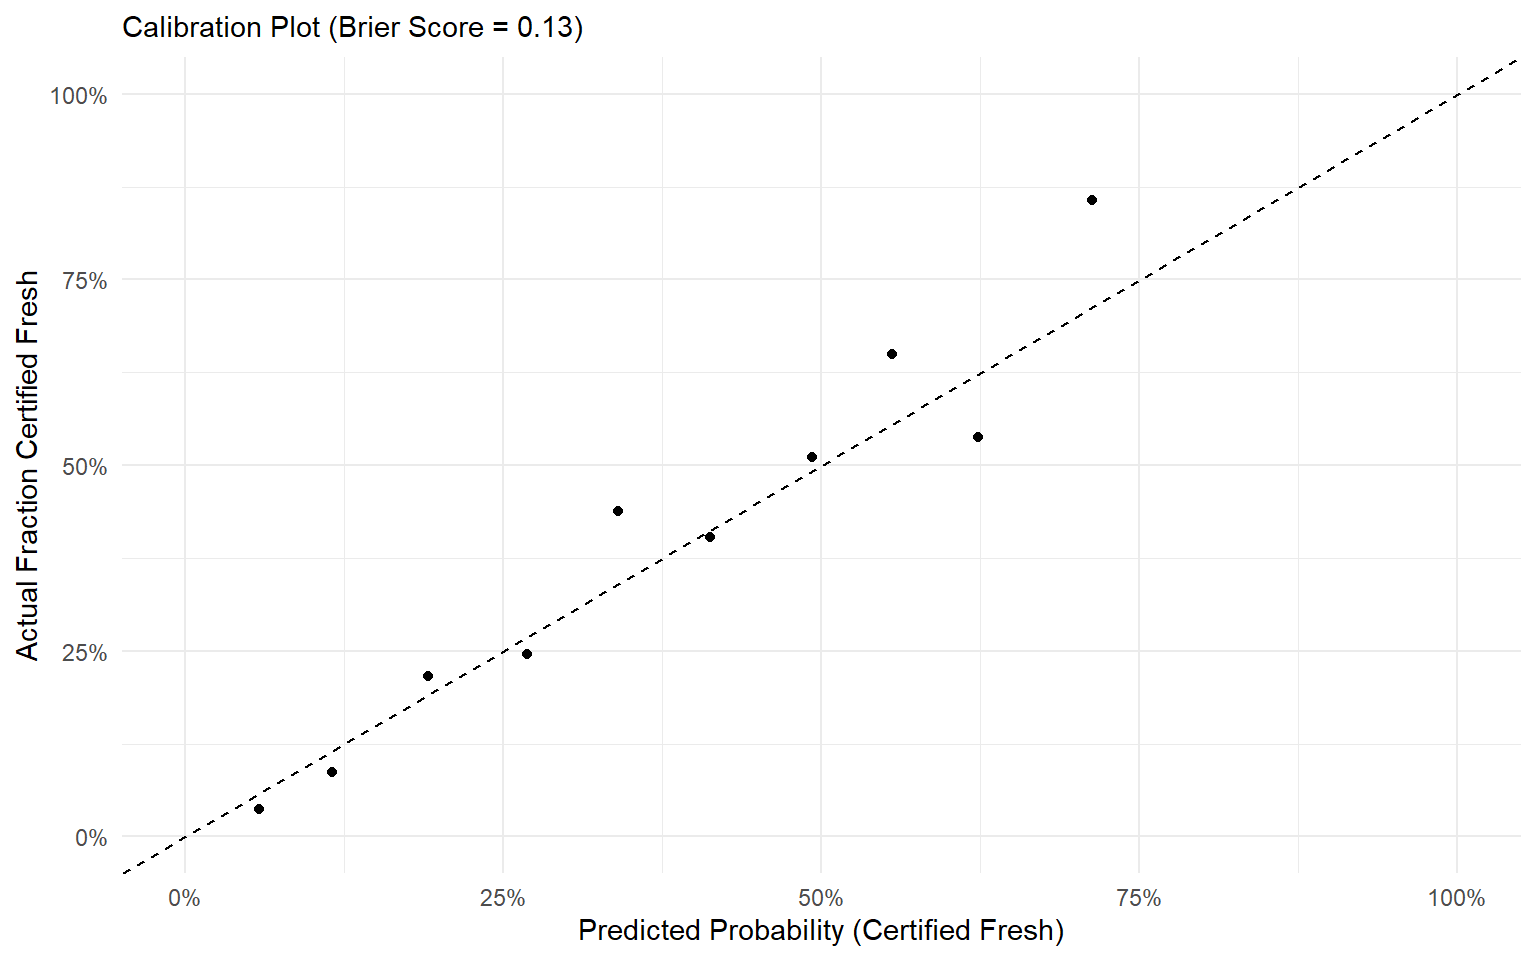 Calibration Plot (Brier Score = 0.13)
100%
75%
50%
25%
0%
Actual Fraction Certified Fresh
0% 25% 50% 75% 100%
Predicted Probability (Certified Fresh)